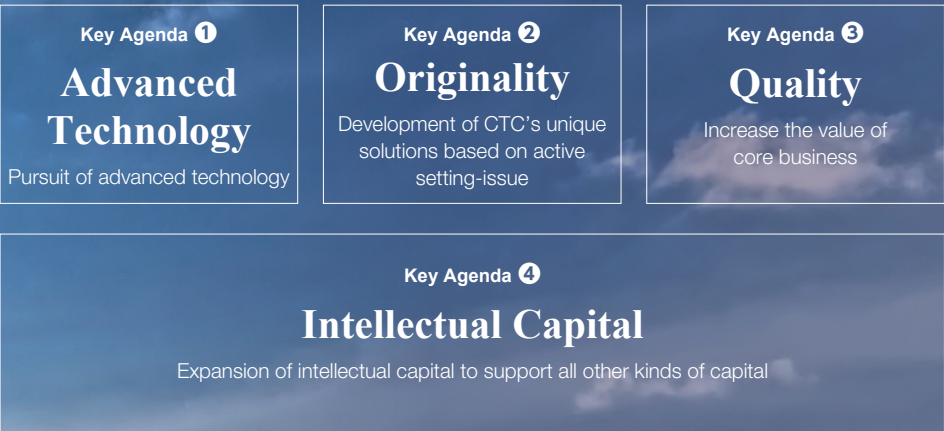 Key Agenda ❶
Advanced
Technology
Pursuit of advanced technology
Key Agenda ❷
Originality
Development of CTC's unique
solutions based on active
setting-issue
Key Agenda ❸
Quality
Increase the value of
core business
Key Agenda ❹
Intellectual Capital
Expansion of intellectual capital to support all other kinds of capital